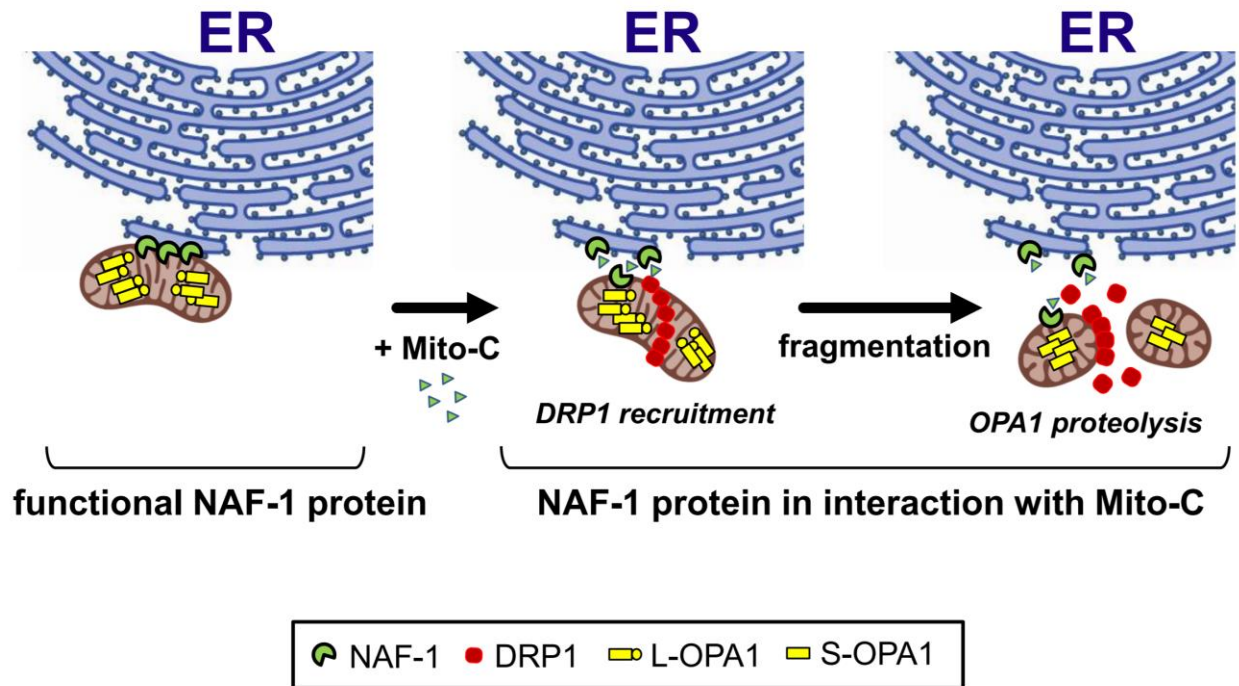 ER ER ER
+ Mito-C
fragmentation
DRP1 recruitment
OPA1 proteolysis
functional NAF-1 protein
NAF-1 protein in interaction with Mito-C
NAF-1 DRP1 L-OPA1 S-OPA1